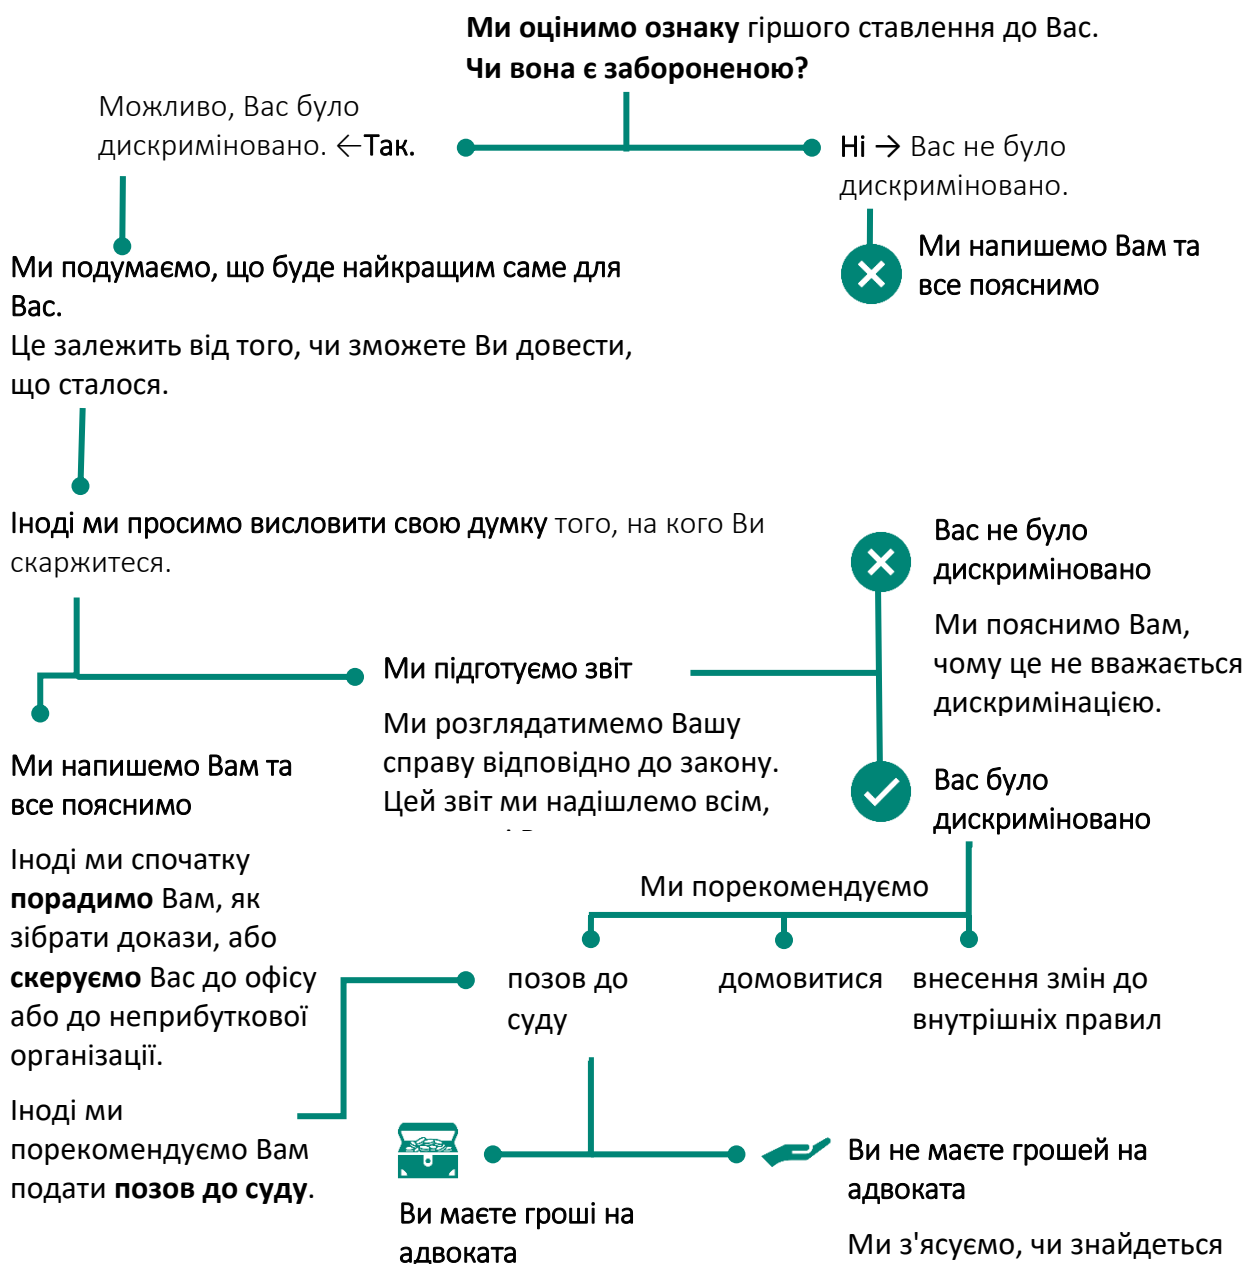 Ми оцінимо ознаку гіршого ставлення до Вас.
Чи вона є забороненою?
Можливо, Вас було
дискриміновано. ←Так.
Ні → Вас не було
дискриміновано.
Ми напишемо Вам та
все пояснимо
Ми подумаємо, що буде найкращим саме для
Вас.
Це залежить від того, чи зможете Ви довести,
що сталося.
Іноді ми просимо висловити свою думку того, на кого Ви
скаржитеся.
Вас не було
дискриміновано
Ми пояснимо Вам,
чому це не вважається
дискримінацією.
Ми підготуємо звіт
Ми розглядатимемо Вашу
справу відповідно до закону.
Цей звіт ми надішлемо всім,
Вас було
дискриміновано
Ми напишемо Вам та
все пояснимо
Іноді ми спочатку
порадимо Вам, як
зібрати докази, або
скеруємо Вас до офісу
або до неприбуткової
організації.
Іноді ми
порекомендуємо Вам
подати позов до суду.
Ми порекомендуємо
позов до
суду
домовитися
внесення змін до
внутрішніх правил
Ви маєте гроші на
адвоката
Ви не маєте грошей на
адвоката
Ми з'ясуємо, чи знайдеться